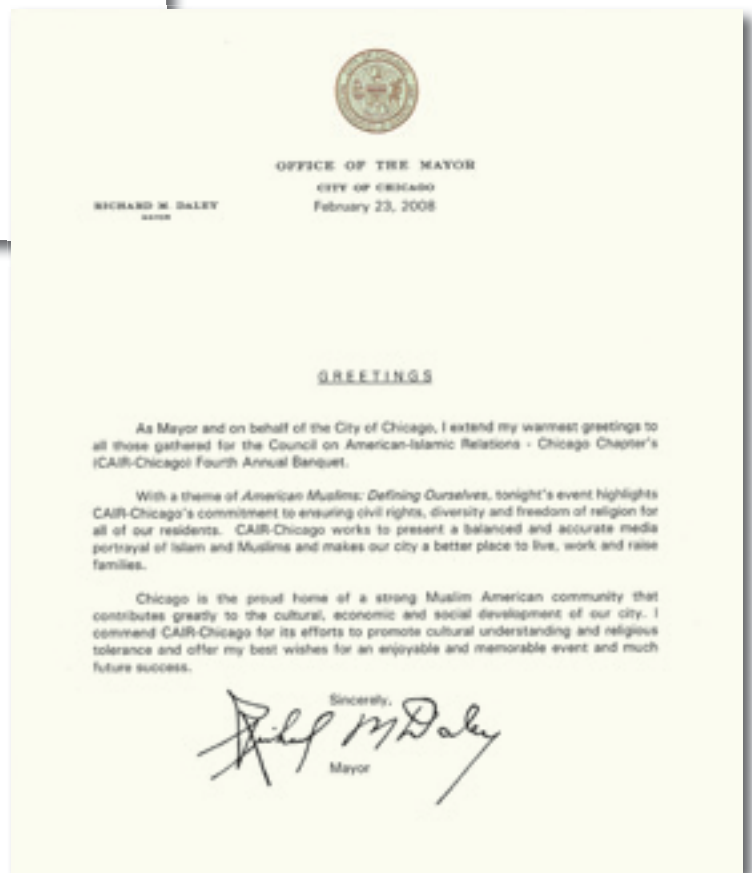 OFFICE OF THE MAYOR
CITY OF CHICAGO
RICHARD M. DALEY
MAYOR
February 23, 2008
GREETINGS
As Mayor and on behalf of the City of Chicago, I extend my warmest greetings to
all those gathered for the Council on American-Islamic Relations - Chicago Chapter's
(CAIR-Chicago) Fourth Annual Banquet.
With a theme of American Muslims: Defining Ourselves, tonight's event highlights
CAIR-Chicago's commitment to ensuring civil rights, diversity and freedom of religion for
all of our residents. CAIR-Chicago works to present a balanced and accurate media
portrayal of Islam and Muslims and makes our city a better place to live, work and raise
families.
Chicago is the proud home of a strong Muslim American community that
contributes greatly to the cultural, economic and social development of our city. I
commend CAIR-Chicago for its efforts to promote cultural understanding and religious
tolerance and offer my best wishes for an enjoyable and memorable event and much
future success.
Sincerely,
Richard M Daley
Mayor